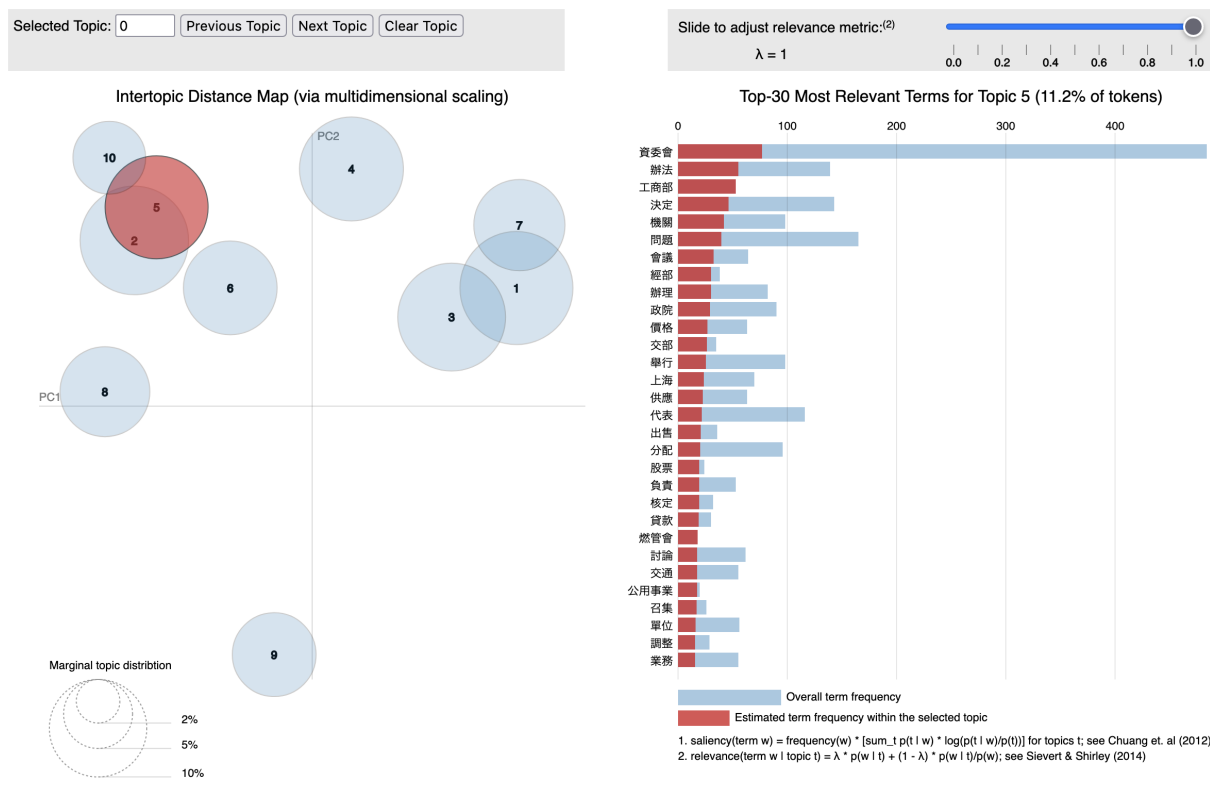 Selected Topic: 0 Previous Topic Next Topic Clear Topic
Slide to adjust relevance metric:(2)
λ = 1
0.0 0.2 0.4 0.6 0.8 1.0
Intertopic Distance Map (via multidimensional scaling)
PC2
PC1
10
5
2
4
7
6
1
3
8
9
Marginal topic distribtion
2%
5%
10%
Top-30 Most Relevant Terms for Topic 5 (11.2% of tokens)
0 100 200 300 400
資委會
辦法
工商部
決定
機關
問題
會議
經部
辦理
政院
價格
交部
舉行
上海
供應
代表
出售
分配
股票
負責
核定
貸款
燃管會
討論
交通
公用事業
召集
單位
調整
業務
Overall term frequency
Estimated term frequency within the selected topic
1. saliency(term w) = frequency(w) * [sum_t p(t | w) * log(p(t | w)/p(t))] for topics t; see Chuang et. al (2012)
2. relevance(term w | topic t) = λ * p(w | t) + (1 - λ) * p(w | t)/p(w); see Sievert & Shirley (2014)